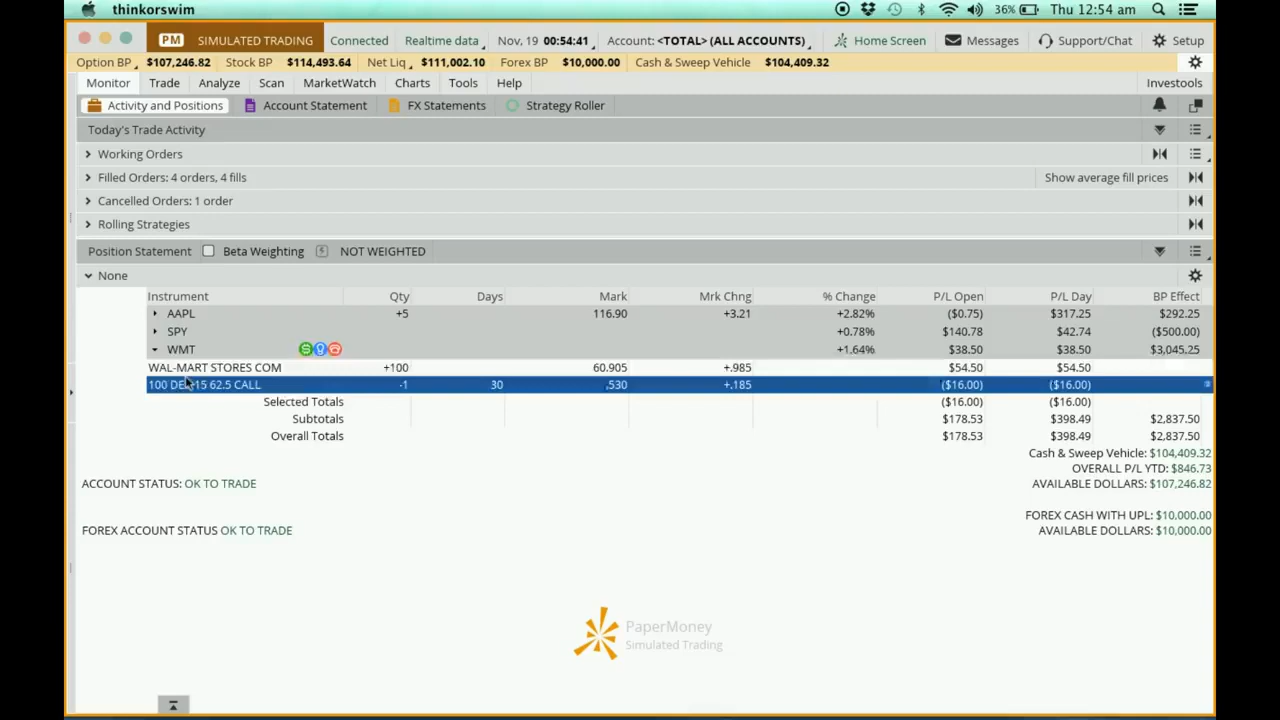 thinkorswim 36% Thu 12:54 am
PM SIMULATED TRADING Connected Realtime data Nov, 19 00:54:41 Account: <TOTAL> (ALL ACCOUNTS) Home Screen Messages Support/Chat Setup
Option BP $107,246.82 Stock BP $114,493.64 Net Liq $111,002.10 Forex BP $10,000.00 Cash & Sweep Vehicle $104,409.32
Monitor Trade Analyze Scan MarketWatch Charts Tools Help Investools
Activity and Positions Account Statement FX Statements Strategy Roller
Today's Trade Activity
Working Orders
Filled Orders: 4 orders, 4 fills Show average fill prices
Cancelled Orders: 1 order
Rolling Strategies
Position Statement Beta Weighting NOT WEIGHTED
None
Instrument Qty Days Mark Mrk Chng % Change P/L Open P/L Day BP Effect
AAPL +5 116.90 +3.21 +2.82% ($0.75) $317.25 $292.25
SPY +0.78% $140.78 $42.74 ($500.00)
WMT +1.64% $38.50 $38.50 $3,045.25
WAL-MART STORES COM +100 60.905 +.985 $54.50 $54.50
100 15 62.5 CALL -1 30 .530 +.185 ($16.00) ($16.00)
Selected Totals ($16.00) ($16.00)
Subtotals $178.53 $398.49 $2,837.50
Overall Totals $178.53 $398.49 $2,837.50
Cash & Sweep Vehicle: $104,409.32
OVERALL P/L YTD: $846.73
ACCOUNT STATUS: OK TO TRADE AVAILABLE DOLLARS: $107,246.82
FOREX CASH WITH UPL: $10,000.00
FOREX ACCOUNT STATUS OK TO TRADE AVAILABLE DOLLARS: $10,000.00
PaperMoney
Simulated Trading